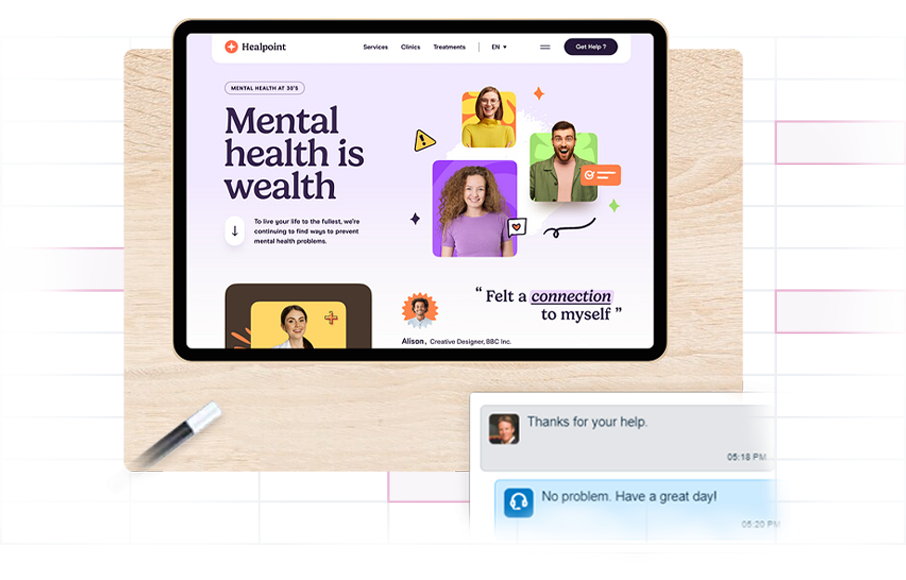 Healpoint
Services Clinics Treatments EN Get Help ?
MENTAL HEALTH AT 30'S
Mental
health is
wealth
To live your life to the fullest, we're
continuing to find ways to prevent
mental health problems.
“ Felt a connection
to myself ”
Alison, Creative Designer, BBC Inc.
Thanks for your help.
05:18 PM
No problem. Have a great day!
05:20 PM